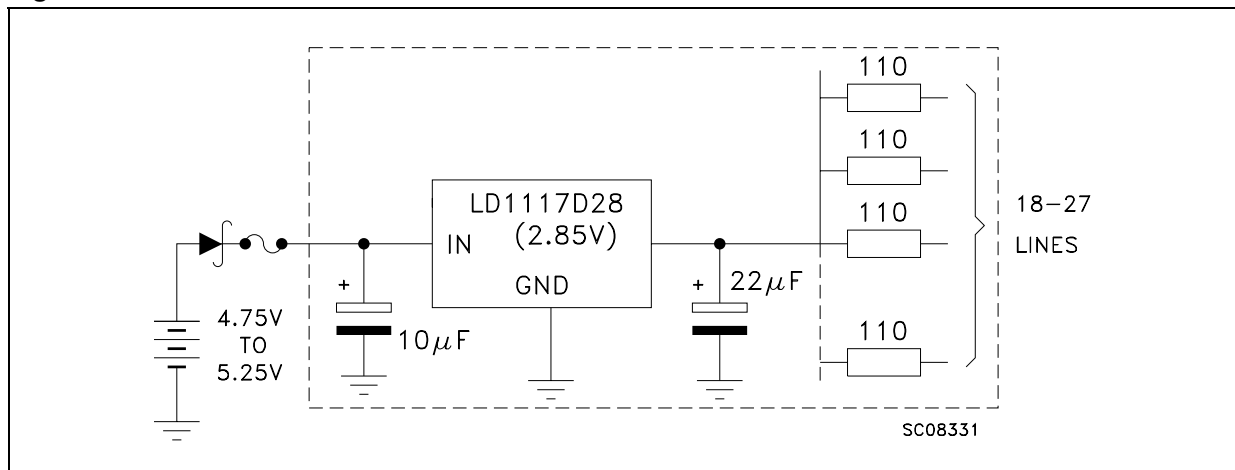 110
110
110
110
LD1117D28
(2.85V)
IN
GND
+
10μF
+
22μF
4.75V
TO
5.25V
18-27
LINES
SC08331